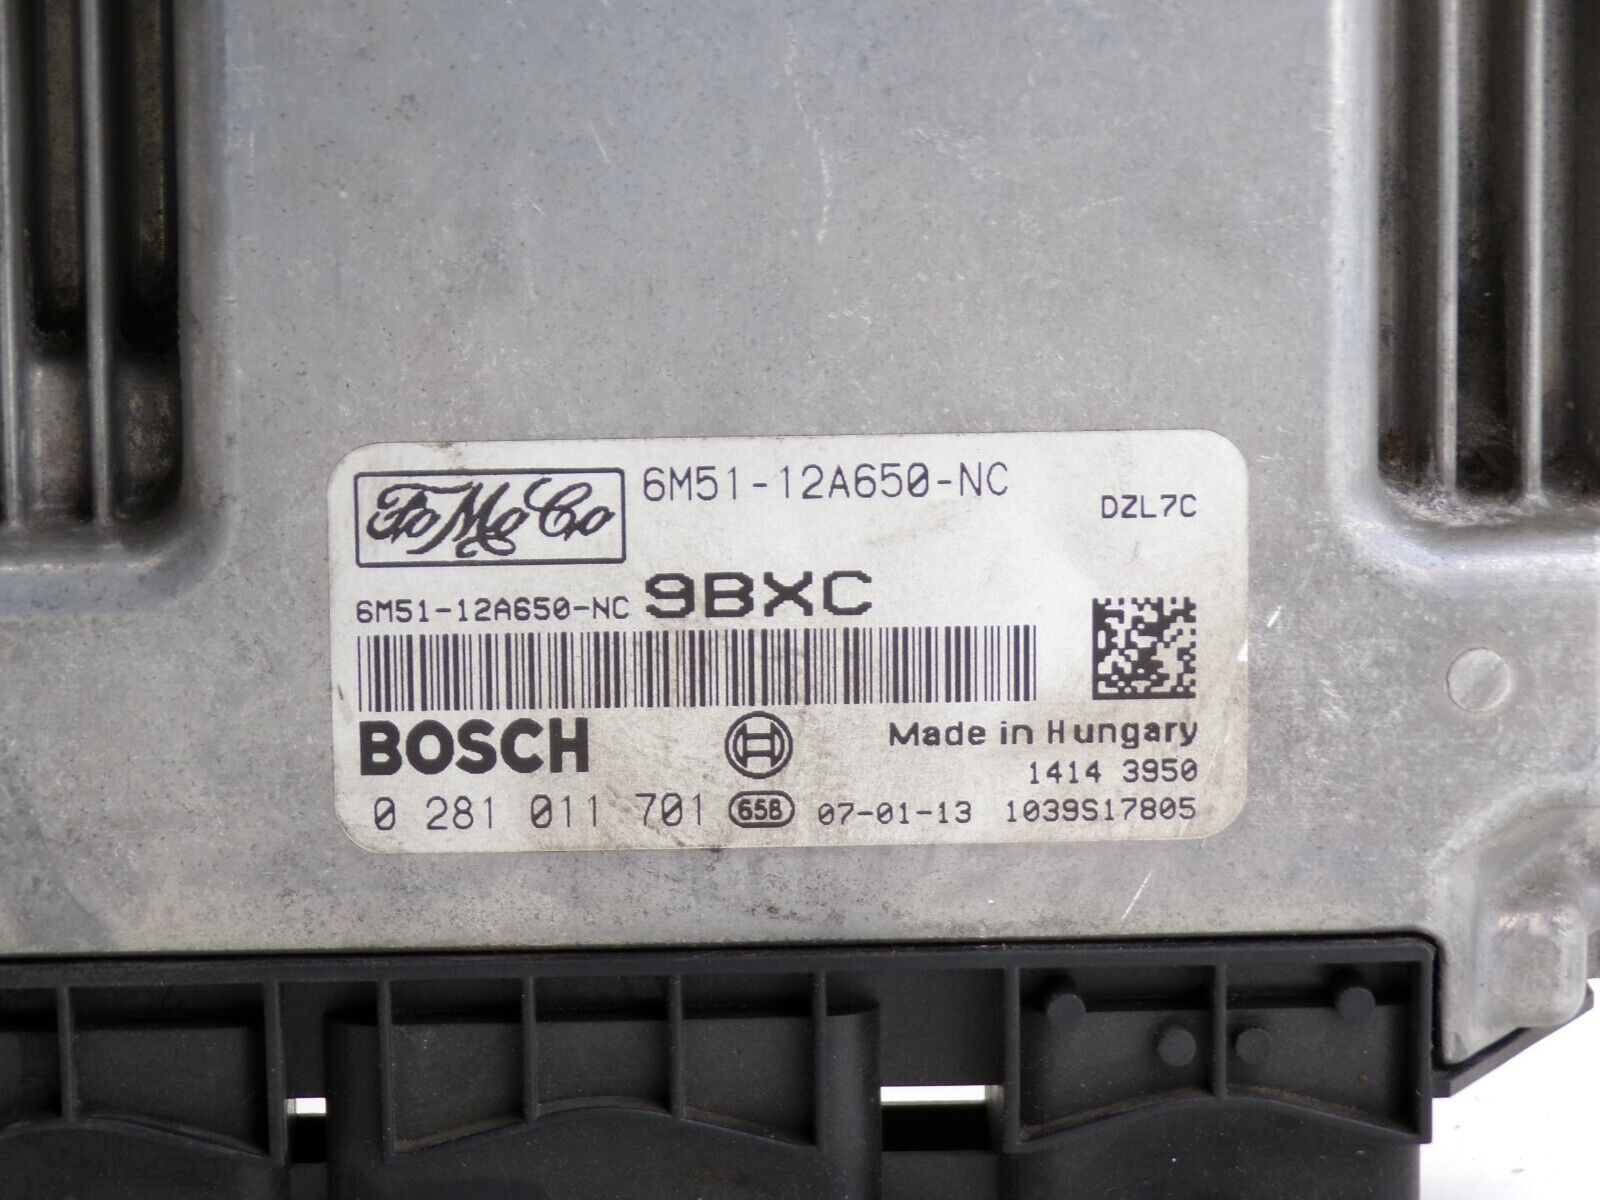 FoMoCo 6M51-12A650-NC
DZL7C
6M51-12A650-NC 9BXC
BOSCH Made in Hungary
1414 3950
0 281 011 701 658 07-01-13 1039S17805